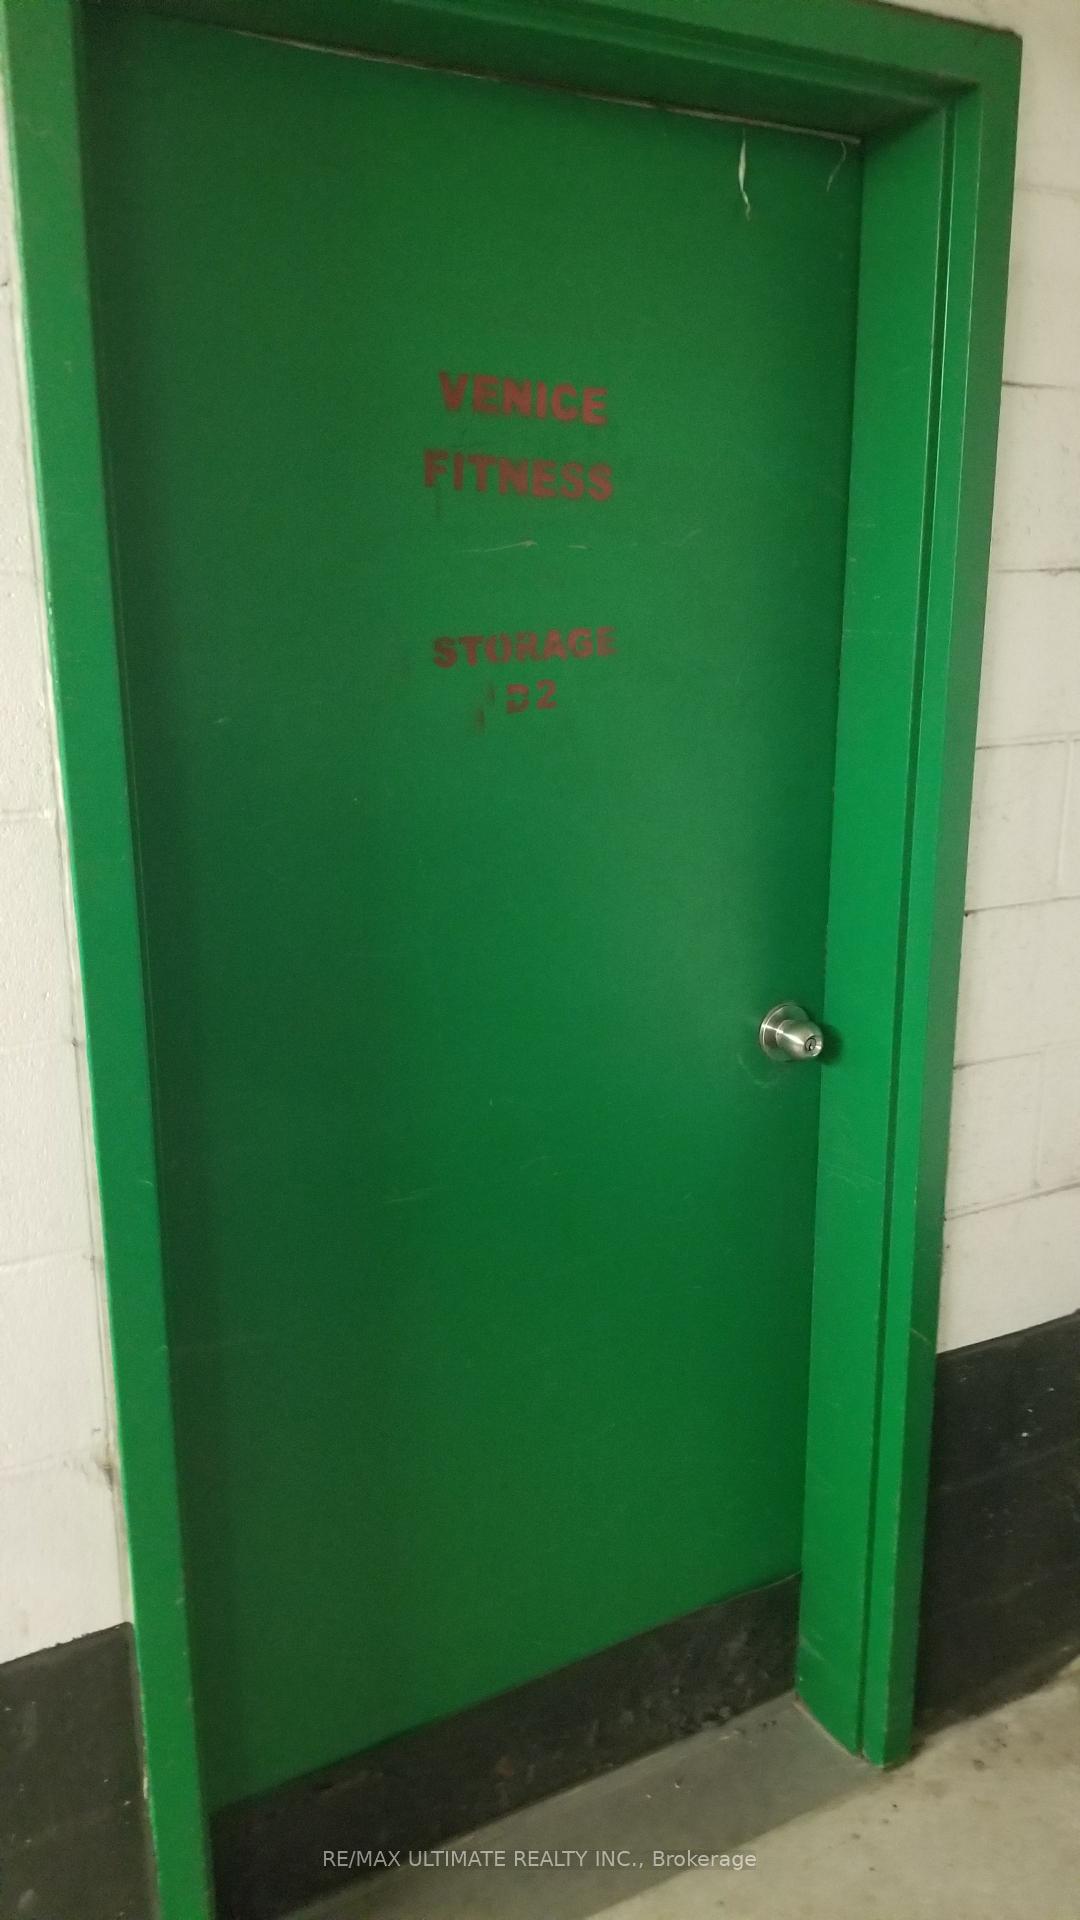 VENICE
FITNESS
STORAGE
D2
RE/MAX ULTIMATE REALTY INC., Brokerage